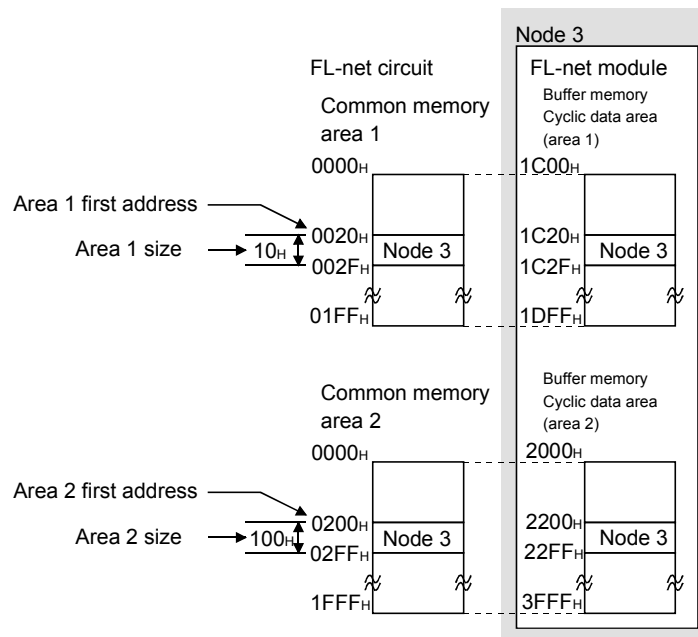 Node 3
FL-net circuit
FL-net module
Common memory
area 1
Buffer memory
Cyclic data area
(area 1)
0000H
1C00H
Area 1 first address
0020H
1C20H
Area 1 size
10H
Node 3
Node 3
002FH
1C2FH
01FFH
1DFFH
Common memory
area 2
Buffer memory
Cyclic data area
(area 2)
0000H
2000H
Area 2 first address
0200H
2200H
Area 2 size
100H
Node 3
Node 3
02FFH
22FFH
1FFFH
3FFFH